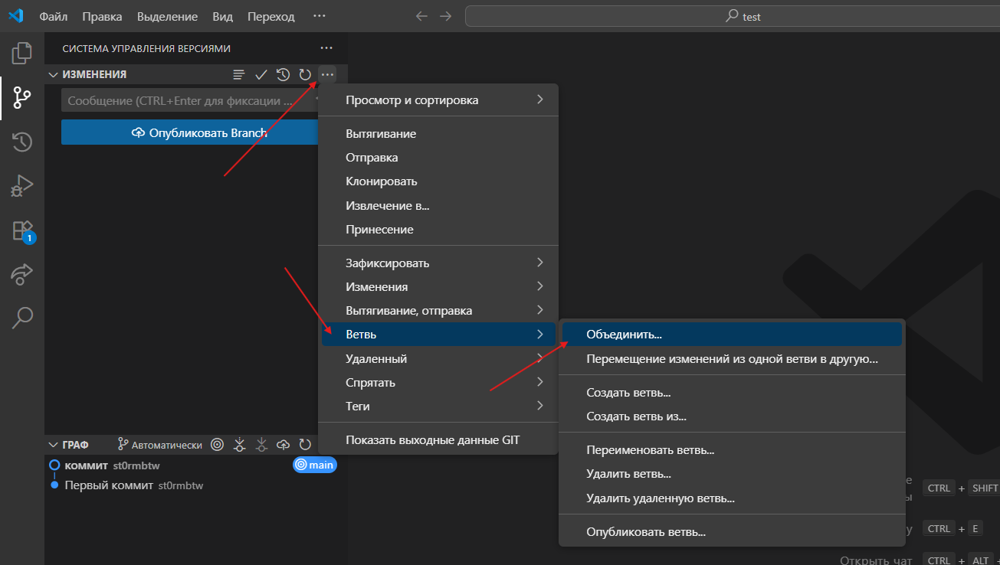 Файл Правка Выделение Вид Переход ···
test
СИСТЕМА УПРАВЛЕНИЯ ВЕРСИЯМИ
ИЗМЕНЕНИЯ
Сообщение (CTRL+Enter для фиксации ...
Опубликовать Branch
Просмотр и сортировка
Вытягивание
Отправка
Клонировать
Извлечение в...
Принесение
Зафиксировать
Изменения
Вытягивание, отправка
Ветвь
Удаленный
Спрятать
Теги
Показать выходные данные GIT
Объединить...
Перемещение изменений из одной ветви в другую...
Создать ветвь...
Создать ветвь из...
Переименовать ветвь...
Удалить ветвь...
Удалить удаленную ветвь...
Опубликовать ветвь...
1
ГРАФ Автоматически
коммит st0rmbtw main
Первый коммит st0rmbtw
CTRL + SHIFT
CTRL + E
Открыть чат CTRL + ALT +